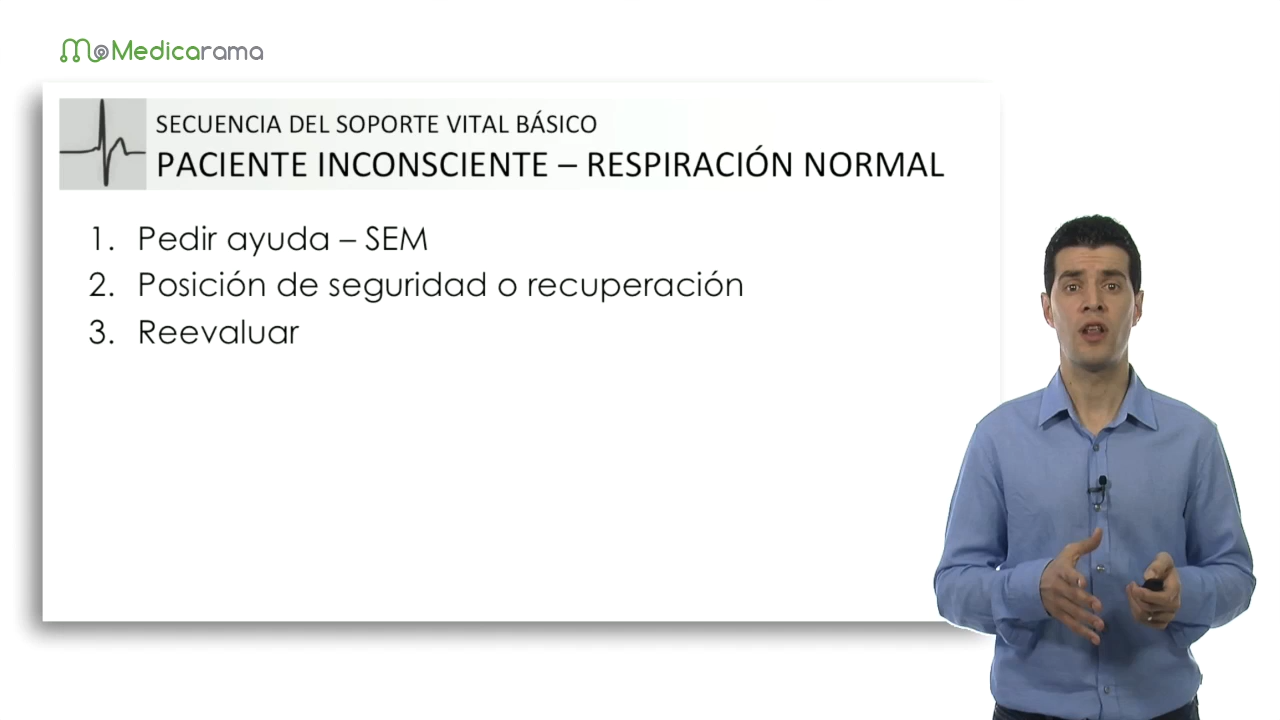 Medicarama
SECUENCIA DEL SOPORTE VITAL BÁSICO
PACIENTE INCONSCIENTE – RESPIRACIÓN NORMAL
1. Pedir ayuda – SEM
2. Posición de seguridad o recuperación
3. Reevaluar